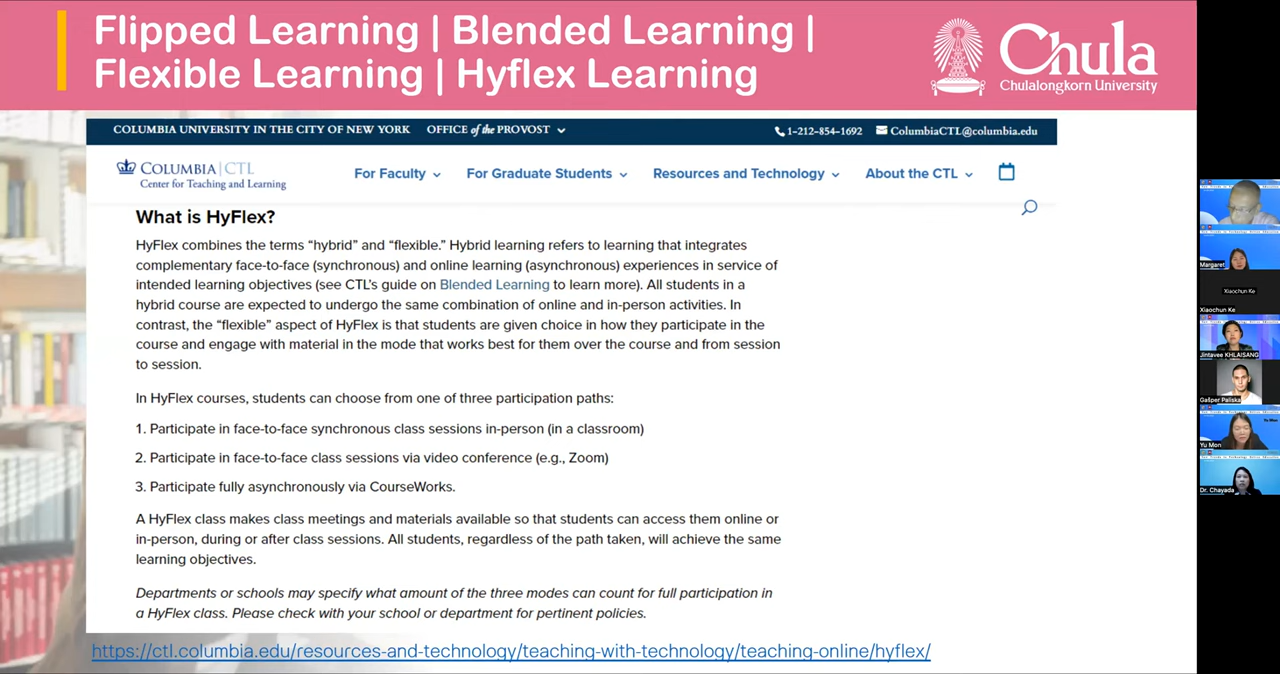 Flipped Learning | Blended Learning |
Flexible Learning | Hyflex Learning
Chula
Chulalongkorn University
COLUMBIA UNIVERSITY IN THE CITY OF NEW YORK
OFFICE of the PROVOST
1-212-854-1692
ColumbiaCTL@columbia.edu
COLUMBIA | CTL
Center for Teaching and Learning
For Faculty
For Graduate Students
Resources and Technology
About the CTL
What is HyFlex?
HyFlex combines the terms “hybrid” and “flexible.” Hybrid learning refers to learning that integrates
complementary face-to-face (synchronous) and online learning (asynchronous) experiences in service of
intended learning objectives (see CTL’s guide on Blended Learning to learn more). All students in a
hybrid course are expected to undergo the same combination of online and in-person activities. In
contrast, the “flexible” aspect of HyFlex is that students are given choice in how they participate in the
course and engage with material in the mode that works best for them over the course and from session
to session.
In HyFlex courses, students can choose from one of three participation paths:
1. Participate in face-to-face synchronous class sessions in-person (in a classroom)
2. Participate in face-to-face class sessions via video conference (e.g., Zoom)
3. Participate fully asynchronously via CourseWorks.
A HyFlex class makes class meetings and materials available so that students can access them online or
in-person, during or after class sessions. All students, regardless of the path taken, will achieve the same
learning objectives.
Departments or schools may specify what amount of the three modes can count for full participation in
a HyFlex class. Please check with your school or department for pertinent policies.
https://ctl.columbia.edu/resources-and-technology/teaching-with-technology/teaching-online/hyflex/
Margaret
Xiaochun Ke
Xiaochun Ke
Jintavee KHLAISANG
Gašper Paliska
Yu Mon
Dr. Chayada